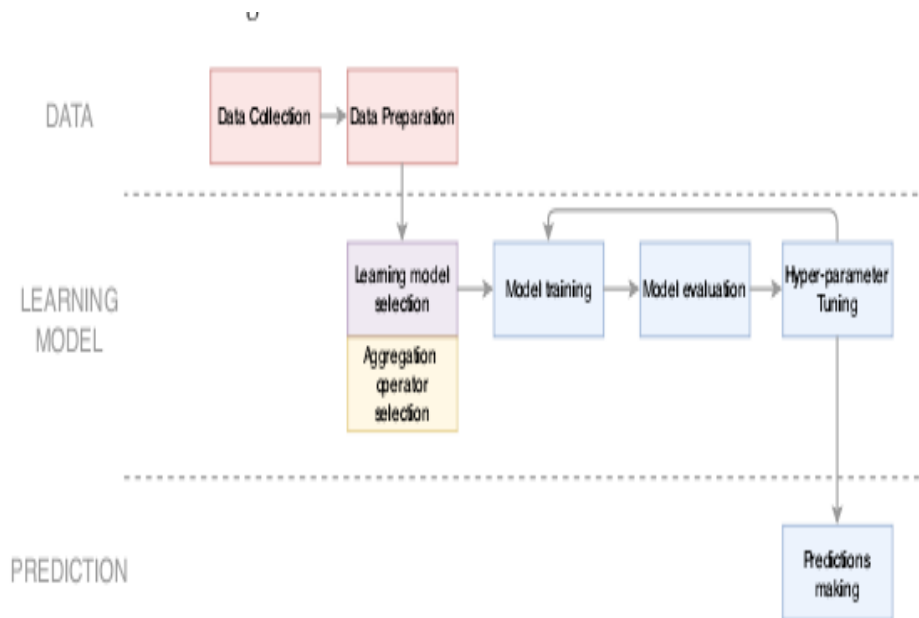 DATA
Data Collection
Data Preparation
LEARNING
MODEL
Learning model
selection
Aggregation
operator
selection
Model training
Model evaluation
Hyper-parameter
Tuning
PREDICTION
Predictions
making